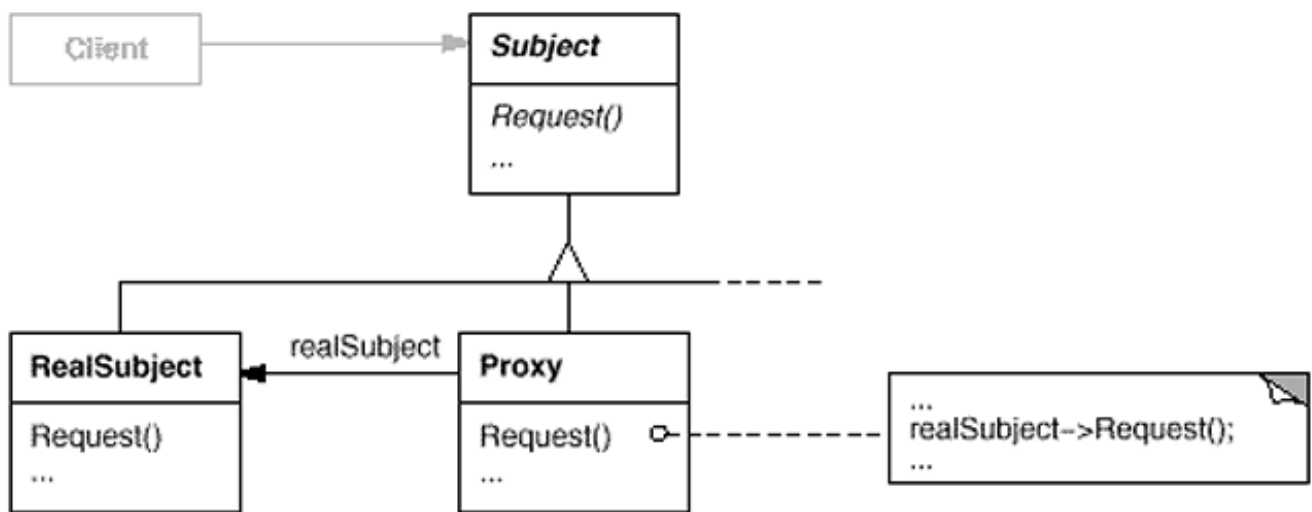 Client
Subject
Request()
...
realSubject
RealSubject
Request()
...
Proxy
Request()
...
...
realSubject->Request();
...